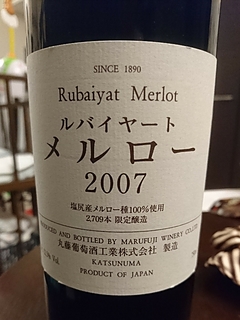 SINCE 1890
Rubaiyat Merlot
ルバイヤート
メルロー
2007
塩尻産メルロー種100%使用
2,709本 限定醸造
PRODUCED AND BOTTLED BY MARUFUJI WINERY CO.
丸藤葡萄酒工業株式会社 製造
KATSUNUMA
PRODUCT OF JAPAN